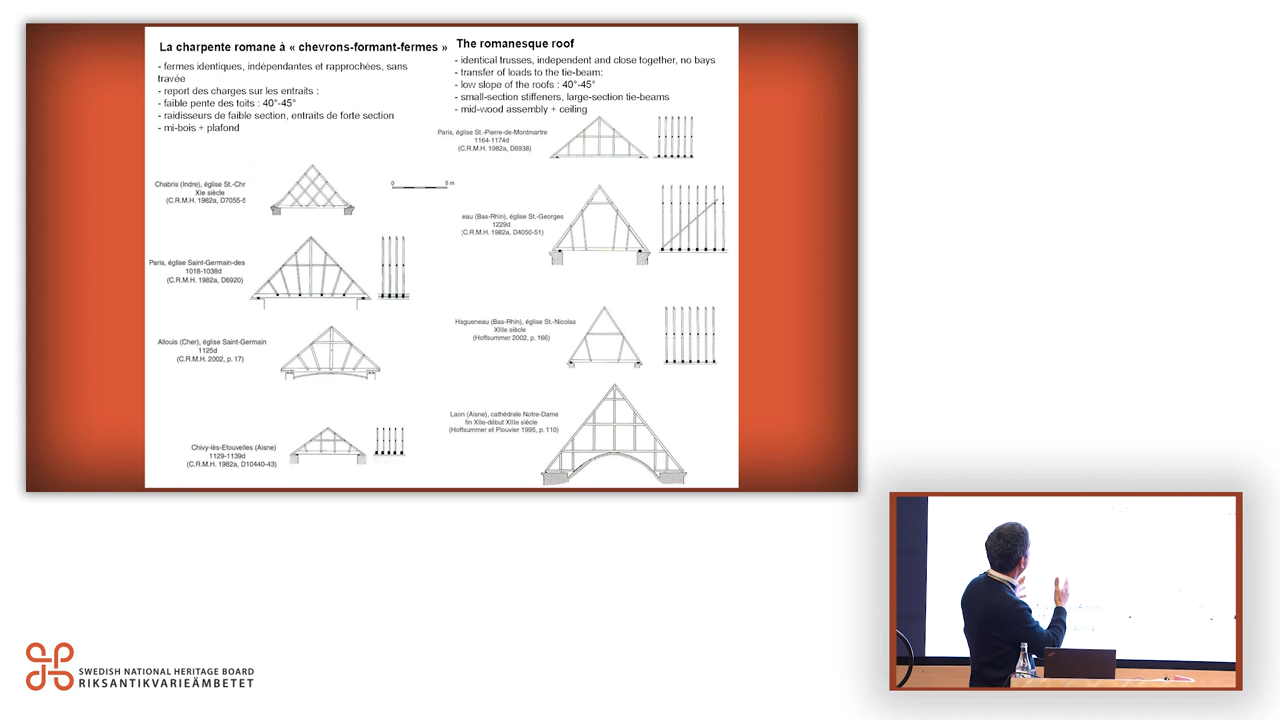 La charpente romane à « chevrons-formant-fermes »
- fermes identiques, indépendantes et rapprochées, sans
travée
- report des charges sur les entraits :
- faible pente des toits : 40°-45°
- raidisseurs de faible section, entraits de forte section
- mi-bois + plafond
The romanesque roof
- identical trusses, independent and close together, no bays
- transfer of loads to the tie-beam:
- low slope of the roofs : 40°-45°
- small-section stiffeners, large-section tie-beams
- mid-wood assembly + ceiling
Chabris (Indre), église St.-Chr
XIe siècle
(C.R.M.H. 1982a, D7055-5
0 5 m
Paris, église Saint-Germain-des
1018-1038d
(C.R.M.H. 1982a, D6920)
Allouis (Cher), église Saint-Germain
1125d
(C.R.M.H. 2002, p. 17)
Chivy-lès-Etouvelles (Aisne)
1129-1139d
(C.R.M.H. 1982a, D10440-43)
Paris, église St.-Pierre-de-Montmartre
1164-1174d
(C.R.M.H. 1982a, D6938)
eau (Bas-Rhin), église St.-Georges
1229d
(C.R.M.H. 1982a, D4050-51)
Hagueneau (Bas-Rhin), église St.-Nicolas
XIIIe siècle
(Hoffsummer 2002, p. 166)
Laon (Aisne), cathédrale Notre-Dame
fin XIIe-début XIIIe siècle
(Hoffsummer et Plouvier 1995, p. 110)
SWEDISH NATIONAL HERITAGE BOARD
RIKSANTIKVARIEÄMBETET